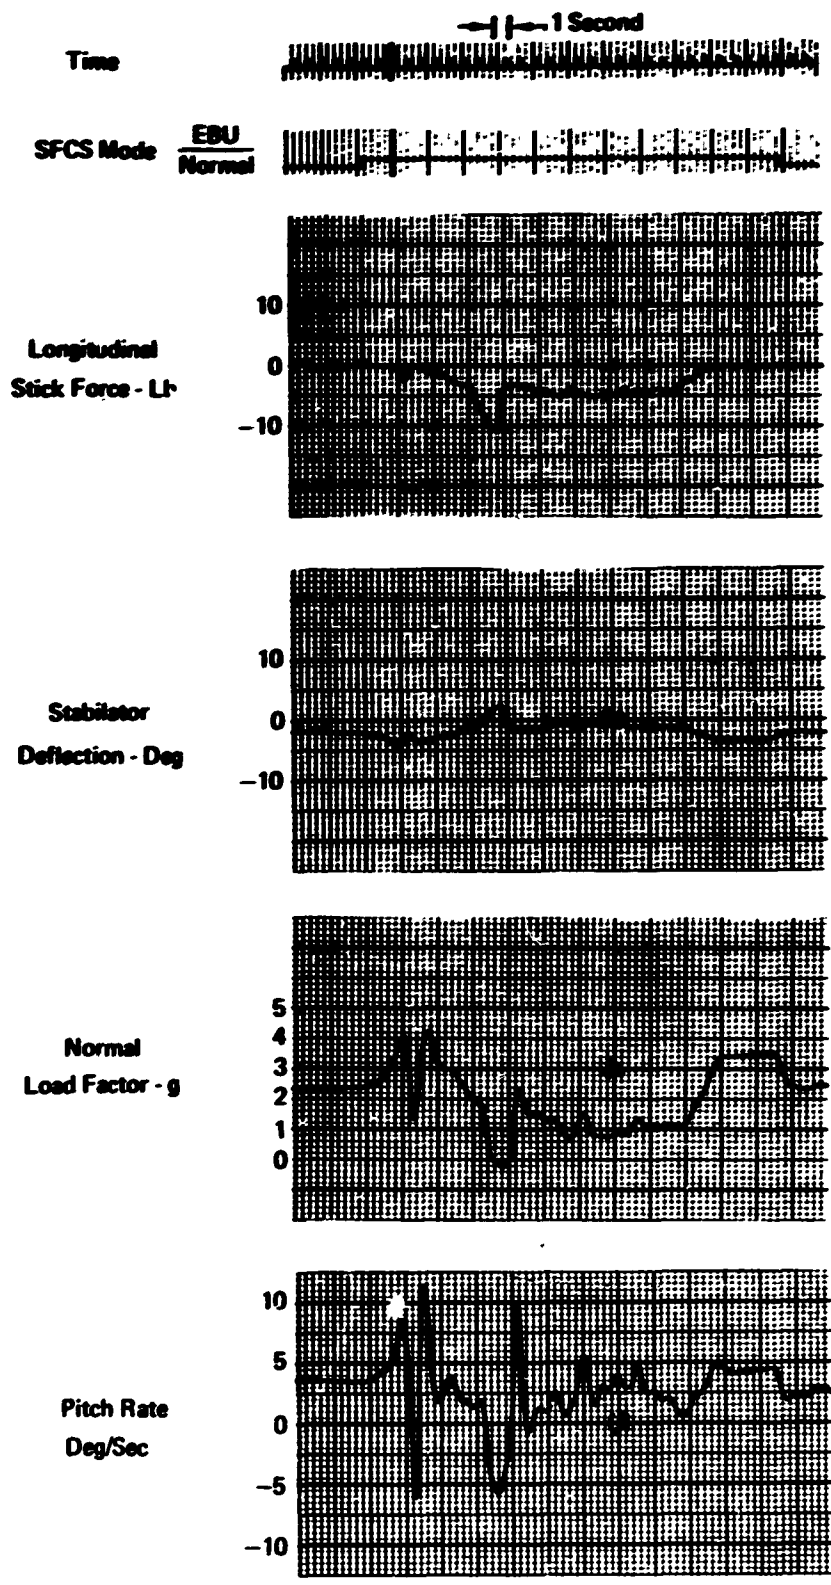 1 Second
Time
SFCS Mode EBU
Normal
10
0
-10
Longitudinal
Stick Force - Lb
10
0
-10
Stabilator
Deflection - Deg
5
4
3
2
1
0
Normal
Load Factor - g
10
5
0
-5
-10
Pitch Rate
Deg/Sec